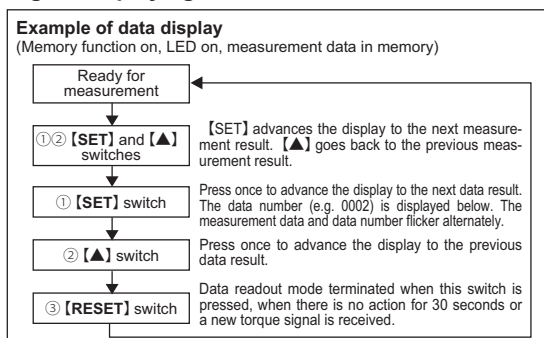 Example of data display
(Memory function on, LED on, measurement data in memory)
Ready for
measurement
①②【SET】and【▲】
switches
【SET】advances the display to the next measure-
ment result.【▲】goes back to the previous meas-
urement result.
①【SET】switch
Press once to advance the display to the next data result.
The data number (e.g. 0002) is displayed below. The
measurement data and data number flicker alternately.
②【▲】switch
Press once to advance the display to the previous
data result.
③【RESET】switch
Data readout mode terminated when this switch is
pressed, when there is no action for 30 seconds or
a new torque signal is received.